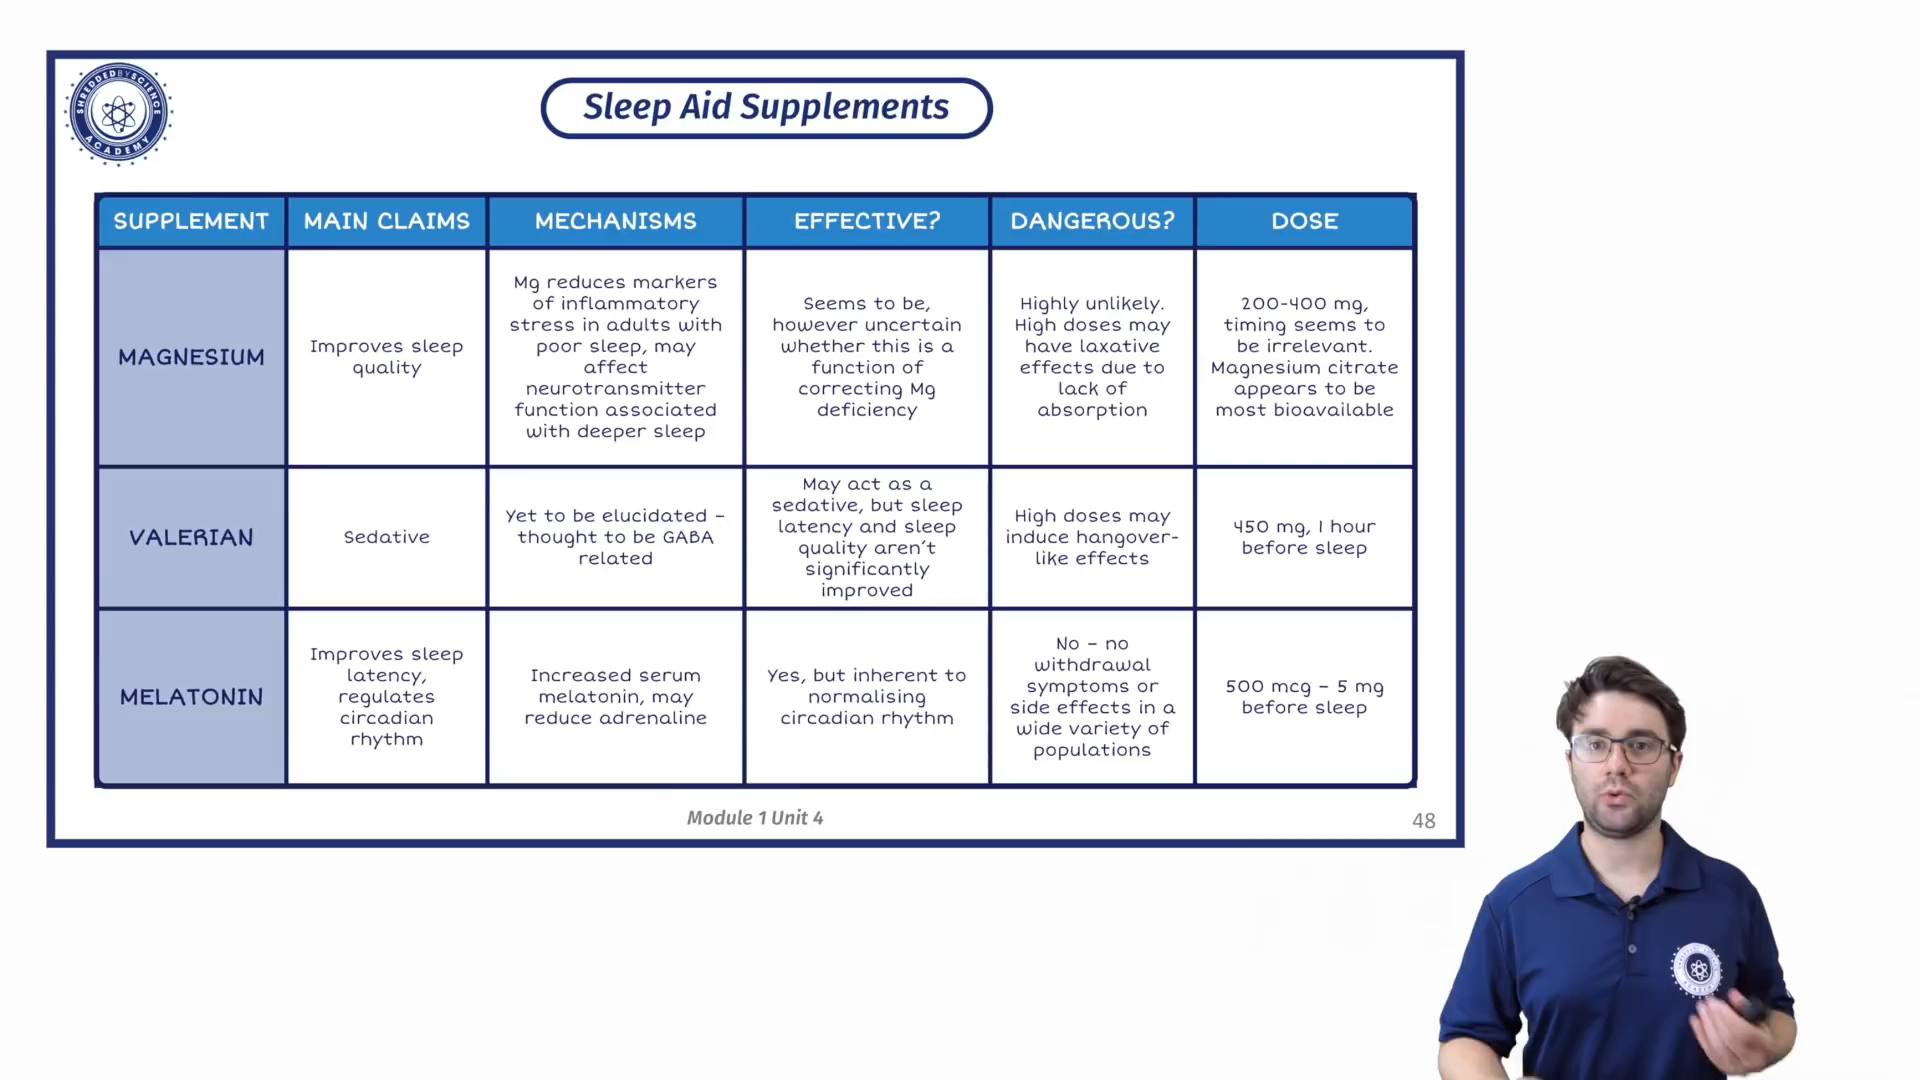 SHREDDEDBYSCIENCE
ACADEMY
Sleep Aid Supplements
SUPPLEMENT
MAIN CLAIMS
MECHANISMS
EFFECTIVE?
DANGEROUS?
DOSE
MAGNESIUM
Improves sleep
quality
Mg reduces markers
of inflammatory
stress in adults with
poor sleep, may
affect
neurotransmitter
function associated
with deeper sleep
Seems to be,
however uncertain
whether this is a
function of
correcting Mg
deficiency
Highly unlikely.
High doses may
have laxative
effects due to
lack of
absorption
200-400 mg,
timing seems to
be irrelevant.
Magnesium citrate
appears to be
most bioavailable
VALERIAN
Sedative
Yet to be elucidated –
thought to be GABA
related
May act as a
sedative, but sleep
latency and sleep
quality aren't
significantly
improved
High doses may
induce hangover-
like effects
450 mg, 1 hour
before sleep
MELATONIN
Improves sleep
latency,
regulates
circadian
rhythm
Increased serum
melatonin, may
reduce adrenaline
Yes, but inherent to
normalising
circadian rhythm
No – no
withdrawal
symptoms or
side effects in a
wide variety of
populations
500 mcg – 5 mg
before sleep
Module 1 Unit 4
48